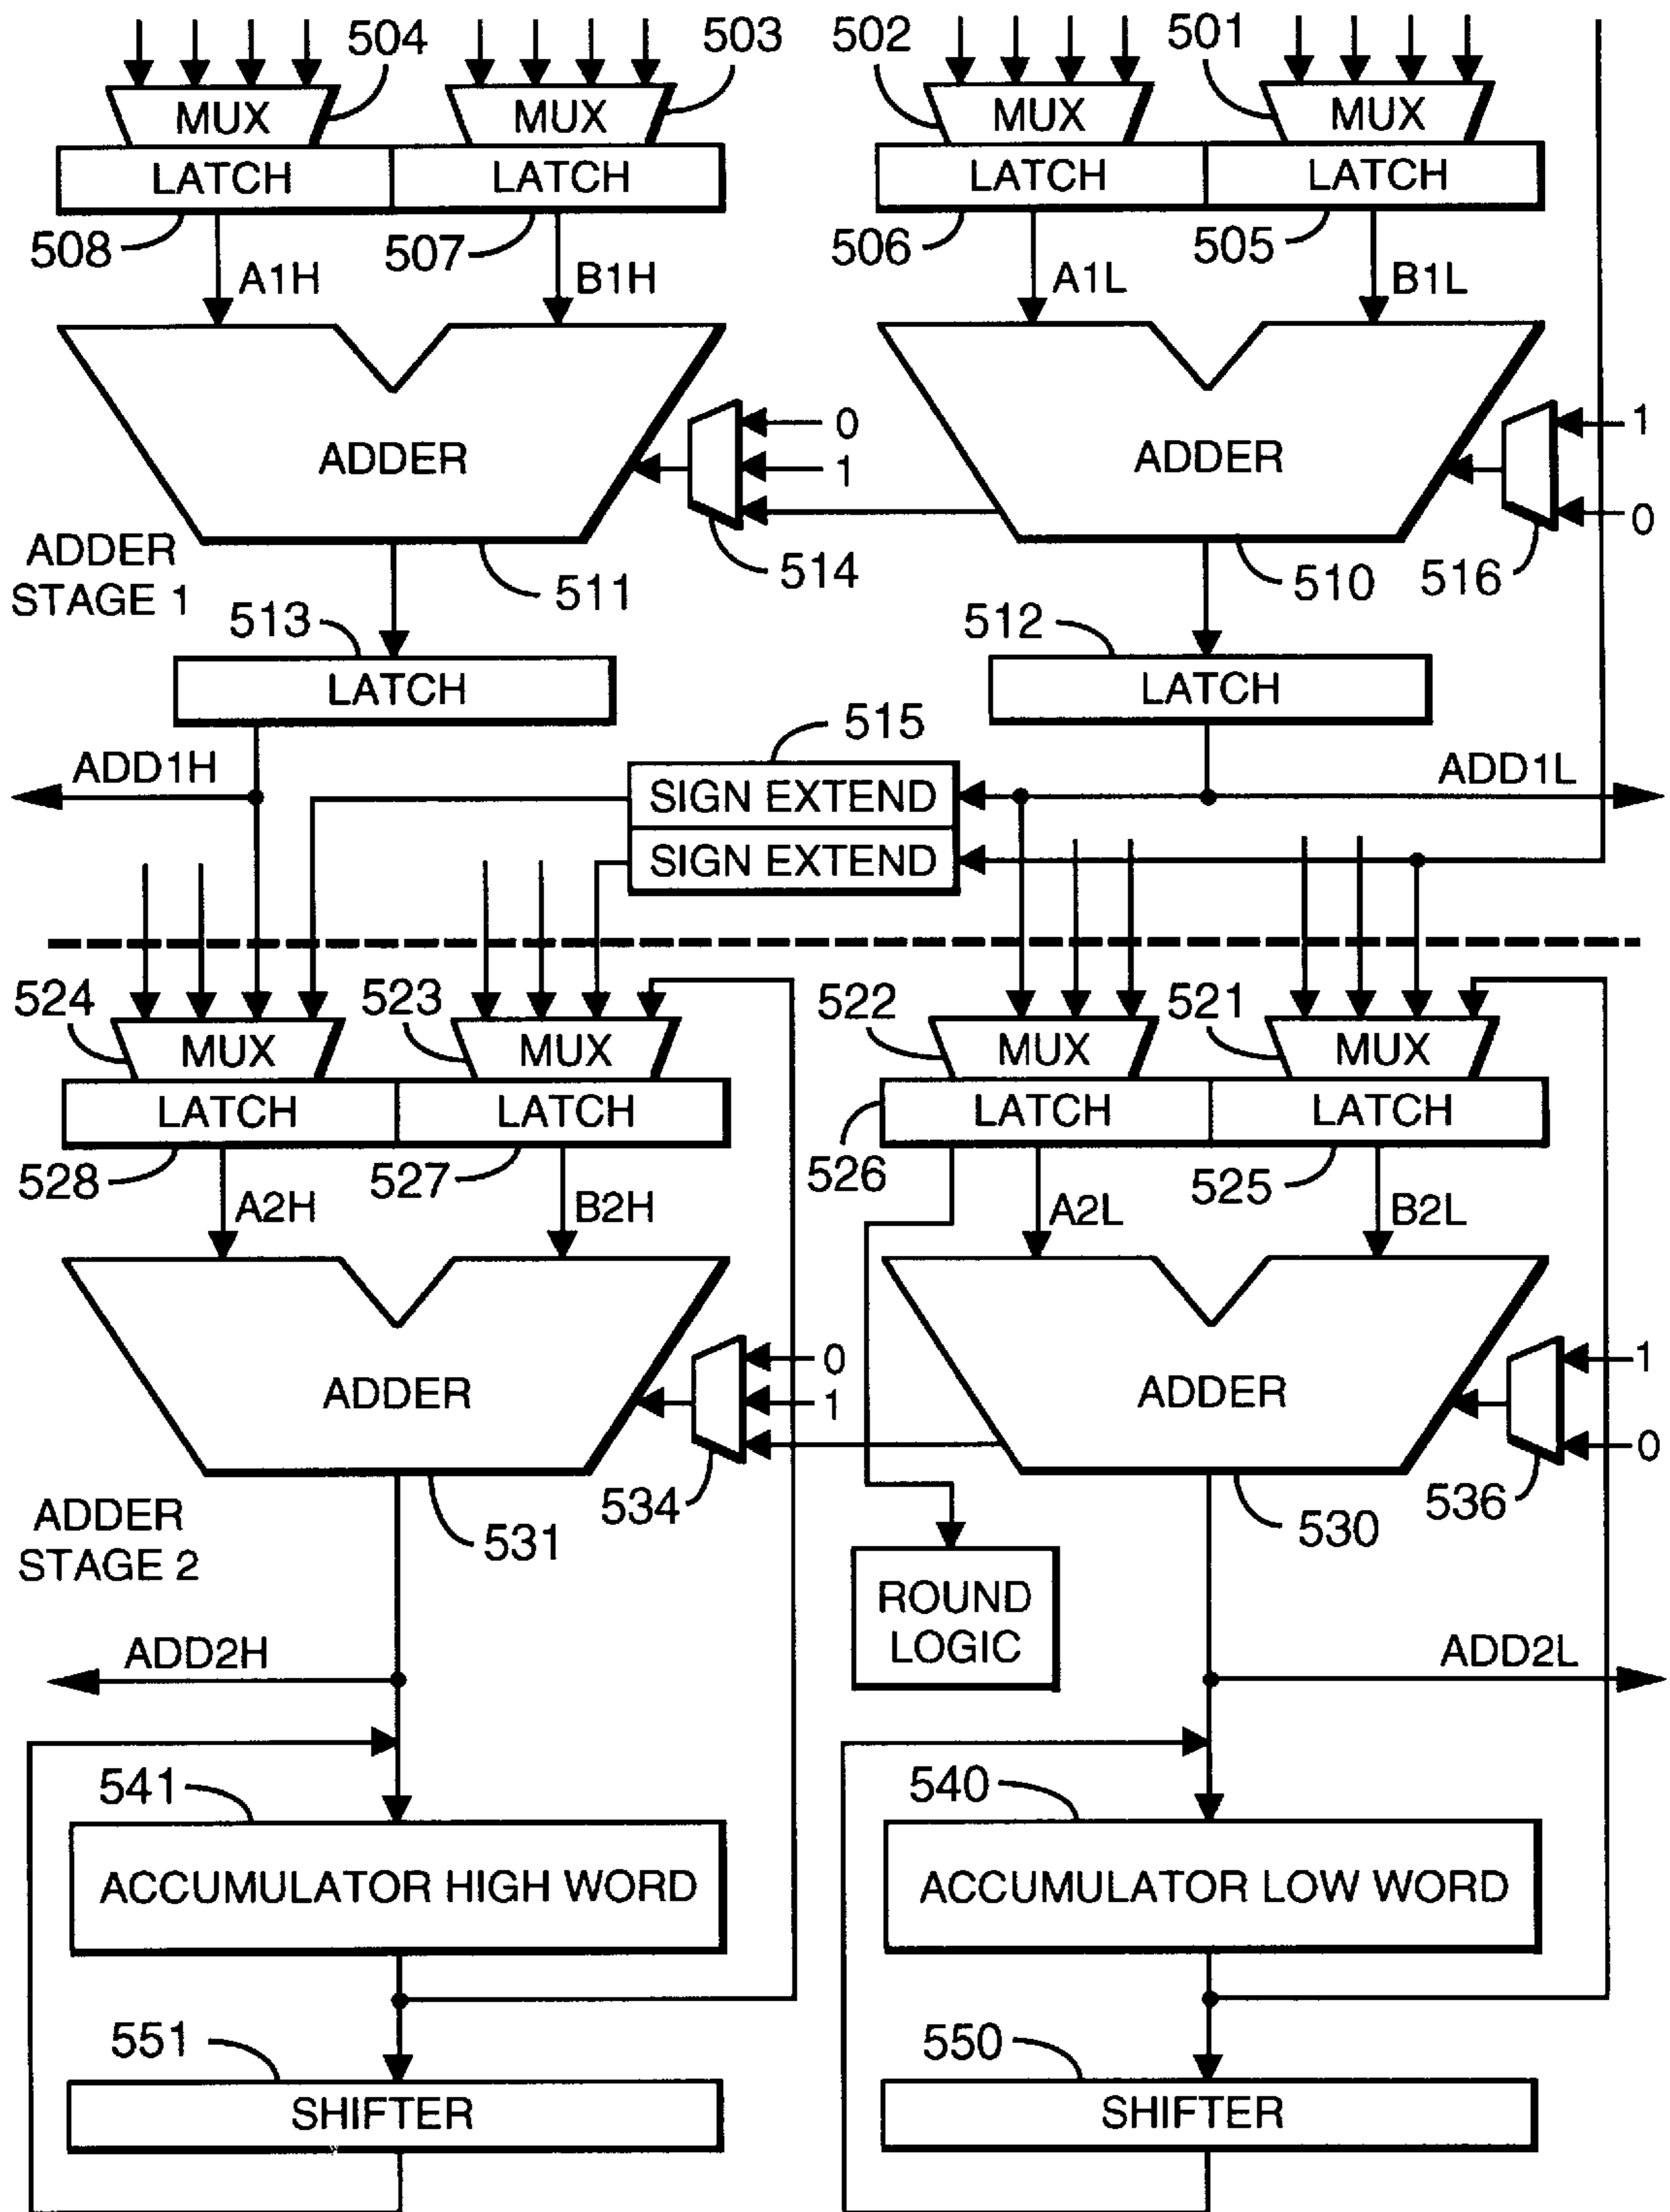 504
503
502
501
MUX
MUX
MUX
MUX
LATCH
LATCH
LATCH
LATCH
508
507
506
505
A1H
B1H
A1L
B1L
0
1
ADDER
1
ADDER
0
ADDER
STAGE 1
511
514
510
516
513
512
LATCH
LATCH
515
ADD1H
SIGN EXTEND
ADD1L
SIGN EXTEND
524
523
522
521
MUX
MUX
MUX
MUX
LATCH
LATCH
LATCH
LATCH
528
527
526
525
A2H
B2H
A2L
B2L
0
1
ADDER
1
ADDER
0
534
536
ADDER
STAGE 2
531
530
ROUND
LOGIC
ADD2H
ADD2L
541
540
ACCUMULATOR HIGH WORD
ACCUMULATOR LOW WORD
551
550
SHIFTER
SHIFTER